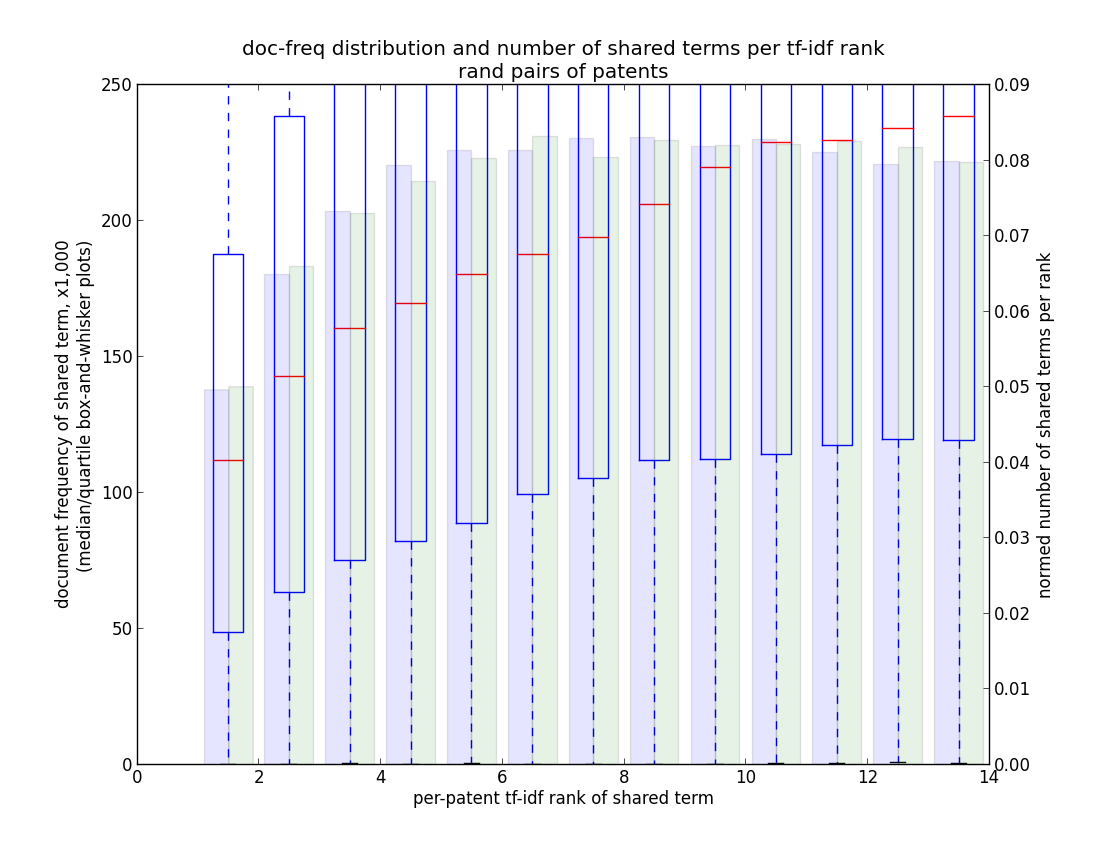 doc-freq distribution and number of shared terms per tf-idf rank
rand pairs of patents
document frequency of shared term, x1,000
(median/quartile box-and-whisker plots)
250
200
150
100
50
0
0.09
0.08
0.07
0.06
0.05
0.04
0.03
0.02
0.01
0.00
normed number of shared terms per rank
0 2 4 6 8 10 12 14
per-patent tf-idf rank of shared term